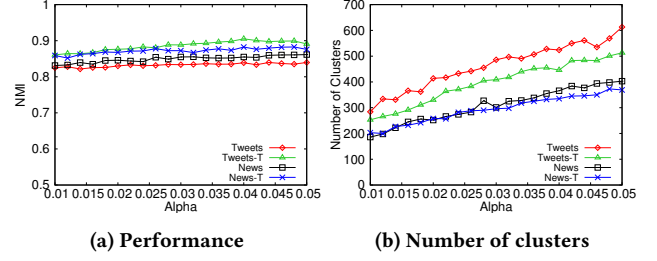 1
0.9
0.8
0.7
0.6
0.5
NMI
0.01 0.015 0.02 0.025 0.03 0.035 0.04 0.045 0.05
Alpha
Tweets
Tweets-T
News
News-T
(a) Performance
700
600
500
400
300
200
100
0
Number of Clusters
0.01 0.015 0.02 0.025 0.03 0.035 0.04 0.045 0.05
Alpha
Tweets
Tweets-T
News
News-T
(b) Number of clusters